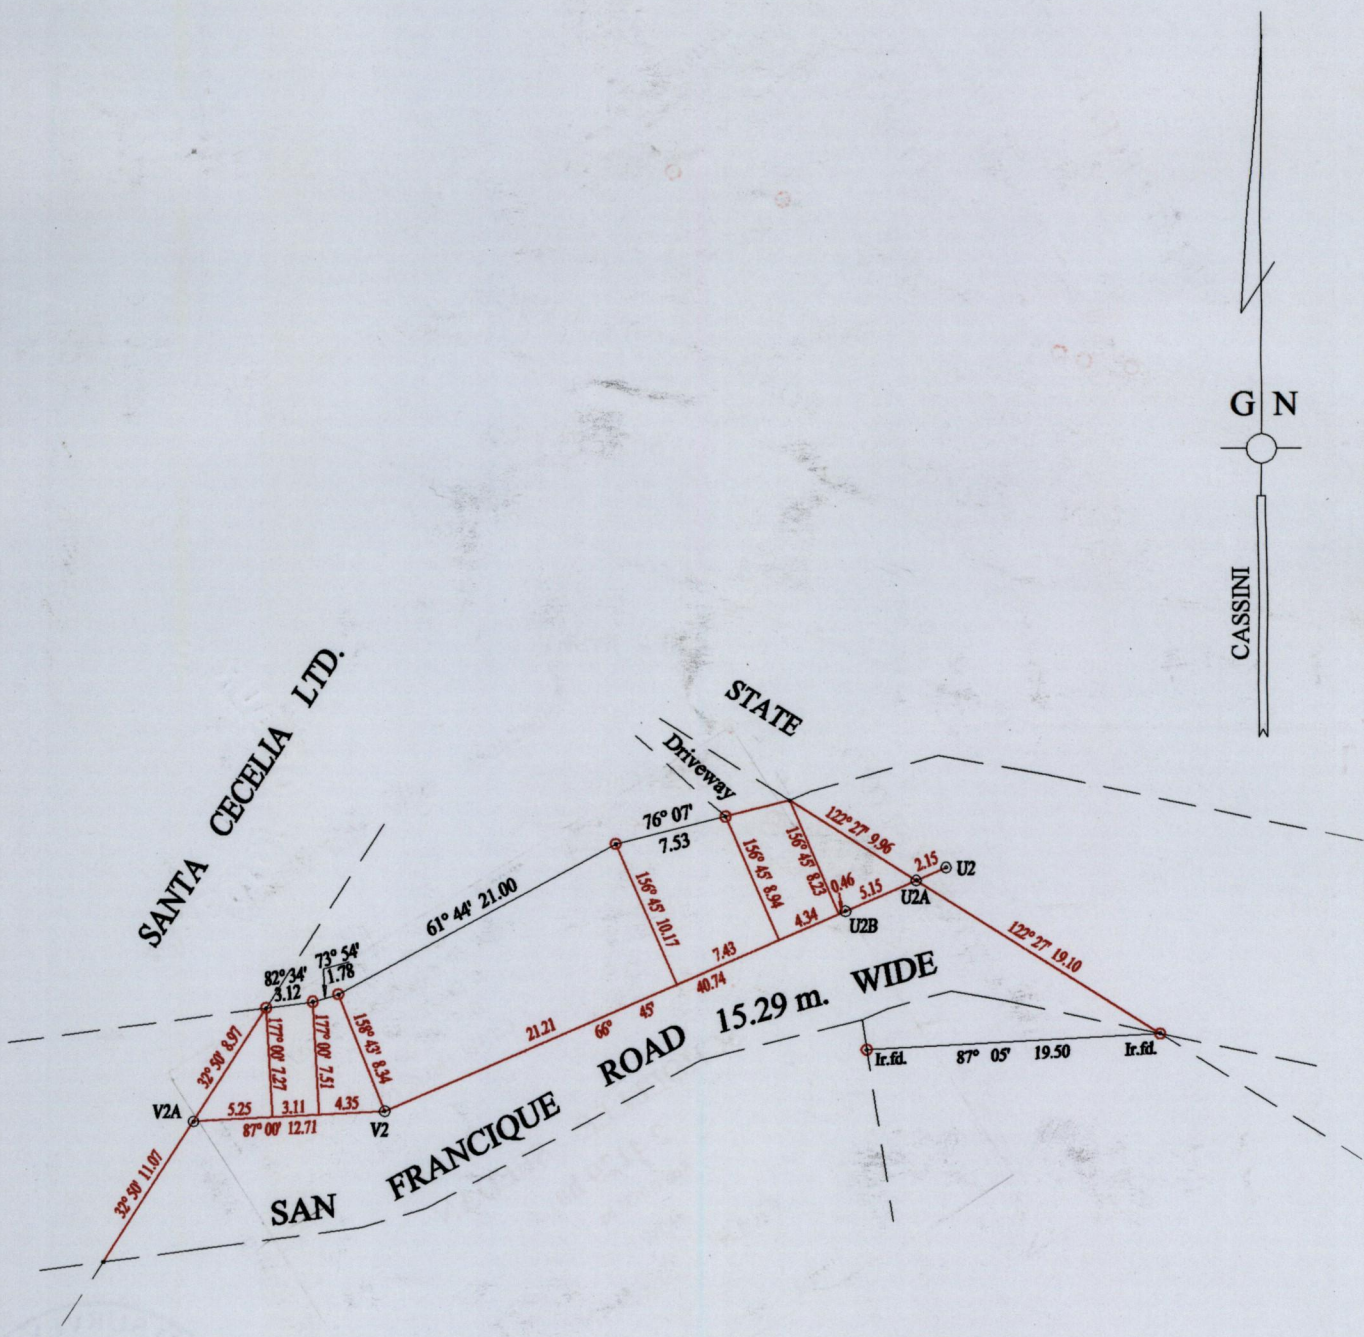 G N
CASSINI
SANTA CECELIA LTD.
STATE
Driveway
76° 07'
7.53
122° 27' 9.96
156° 45' 8.23
156° 45' 8.94
156° 45' 10.17
2.15
U2
0.46
5.15
U2A
U2B
4.34
7.43
40.74
61° 44' 21.00
73° 54'
1.78
82° 34'
3.12
177° 00' 7.27
177° 00' 7.51
158° 43' 8.34
32° 50' 8.97
21.21
66° 45'
122° 27' 19.10
V2A
5.25
3.11
4.35
87° 00' 12.71
V2
Ir.fd.
87° 05' 19.50
Ir.fd.
32° 50' 11.07
SAN FRANCIQUE ROAD 15.29 m. WIDE